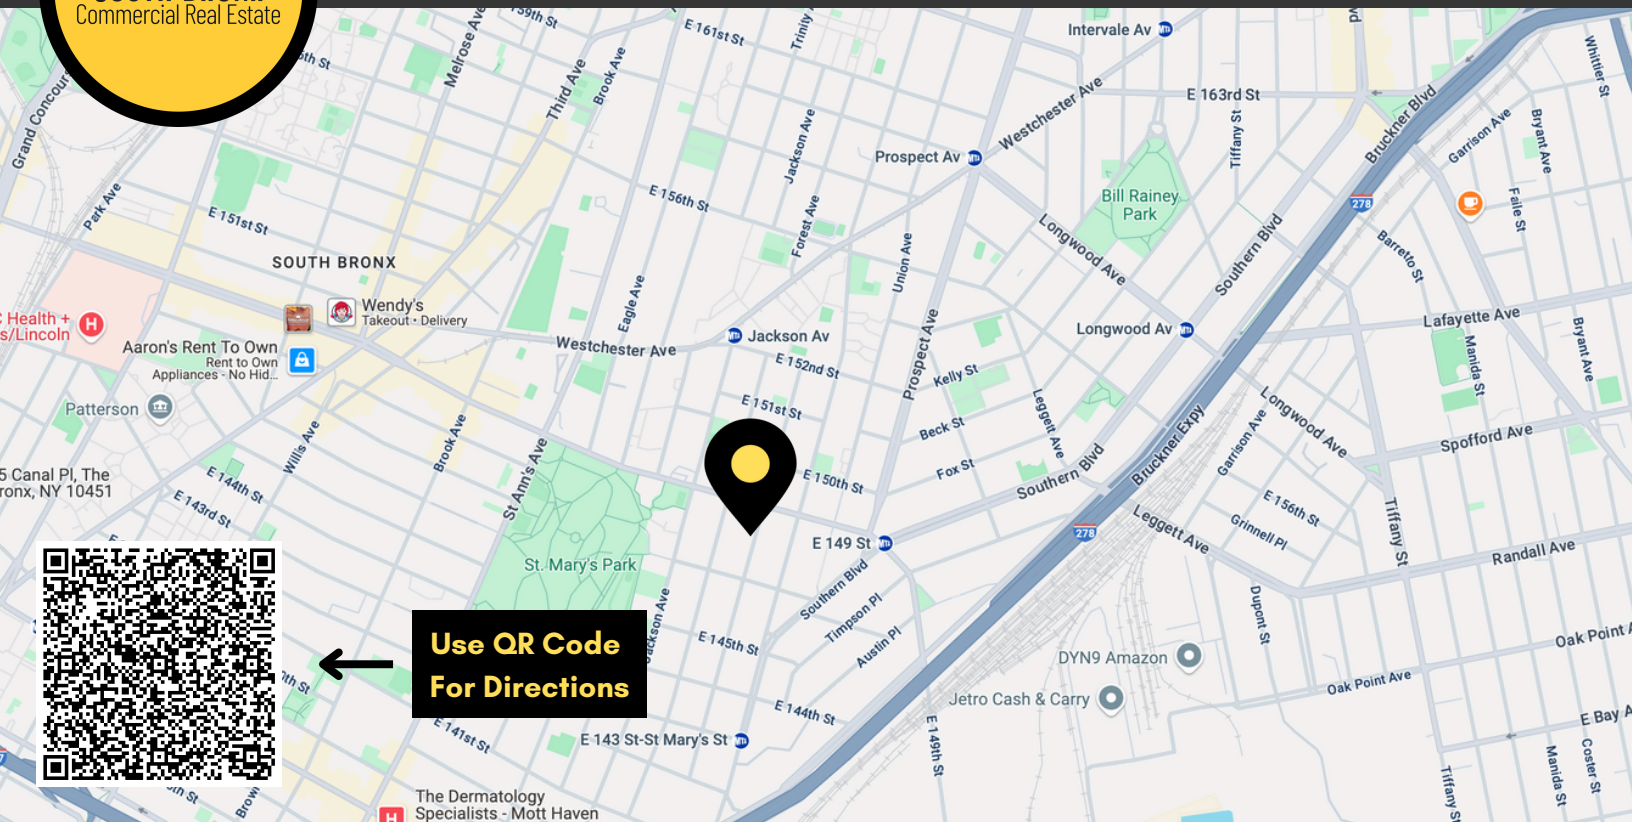 Commercial Real Estate
159th St
E 161st St
Trinity
Intervale Av
Melrose Ave
Third Ave
Brook Ave
Grand Concourse
Westchester Ave
E 163rd St
Bruckner Blvd
Whittier St
Garrison Ave
Bryant Ave
Tiffany St
Jackson Ave
Prospect Av
Park Ave
E 151st St
E 156th St
Forest Ave
Bill Rainey
Park
278
Faile St
Longwood Ave
Southern Blvd
Barretto St
SOUTH BRONX
Union Ave
Eagle Ave
Wendy's
Takeout • Delivery
Health +
s/Lincoln
Aaron's Rent To Own
Rent to Own
Appliances - No Hid...
Westchester Ave
Jackson Av
E 152nd St
Prospect Ave
Longwood Av
Lafayette Ave
Manida St
Bryant Ave
Patterson
E 151st St
Kelly St
Leggett Ave
Beck St
Longwood Ave
Garrison Ave
Bruckner Expy
Spofford Ave
Willis Ave
Brook Ave
St Ann's Ave
5 Canal Pl, The
ronx, NY 10451
E 144th St
E 143rd St
E 150th St
Fox St
Southern Blvd
E 156th St
Grinnell Pl
Leggett Ave
278
Tiffany St
Randall Ave
E 149 St
St. Mary's Park
Southern Blvd
Timpson Pl
Austin Pl
Dupont St
Jackson Ave
E 145th St
Use QR Code
For Directions
DYN9 Amazon
Jetro Cash & Carry
Oak Point A
Oak Point Ave
E 144th St
E 141st St
E 143 St-St Mary's St
E 149th St
E Bay A
Manida St
Coster St
Tiffany St
The Dermatology
Specialists - Mott Haven